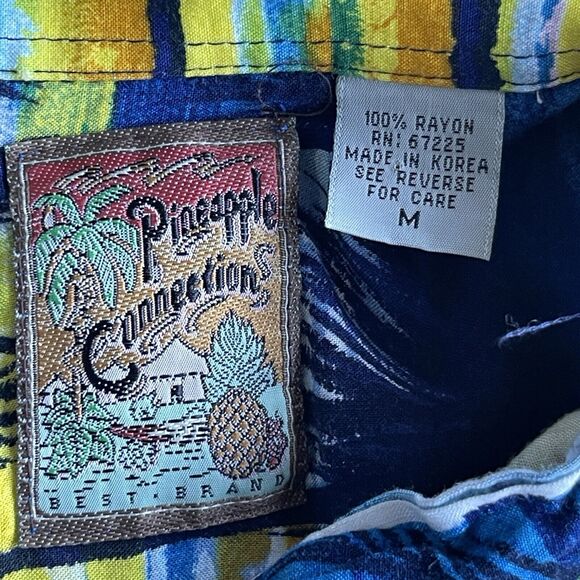 Pineapple
Connections
BEST·BRAND
100% RAYON
RN: 67225
MADE IN KOREA
SEE REVERSE
FOR CARE
M